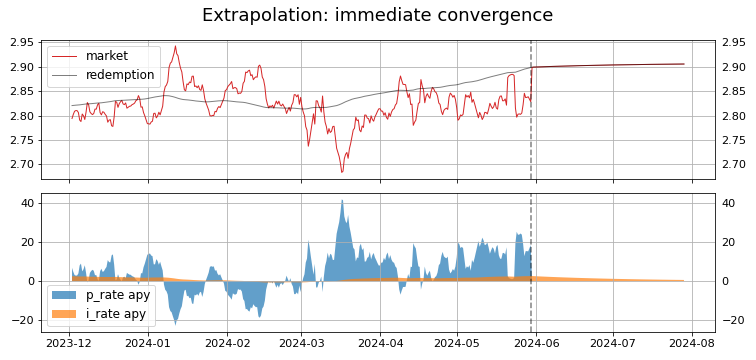 Extrapolation: immediate convergence
2.95 2.95
market
2.90 2.90
redemption
2.85 2.85
2.80 2.80
2.75 2.75
2.70 2.70
40 40
20 20
0 0
p_rate apy
i_rate apy
−20 −20
2023-12 2024-01 2024-02 2024-03 2024-04 2024-05 2024-06 2024-07 2024-08